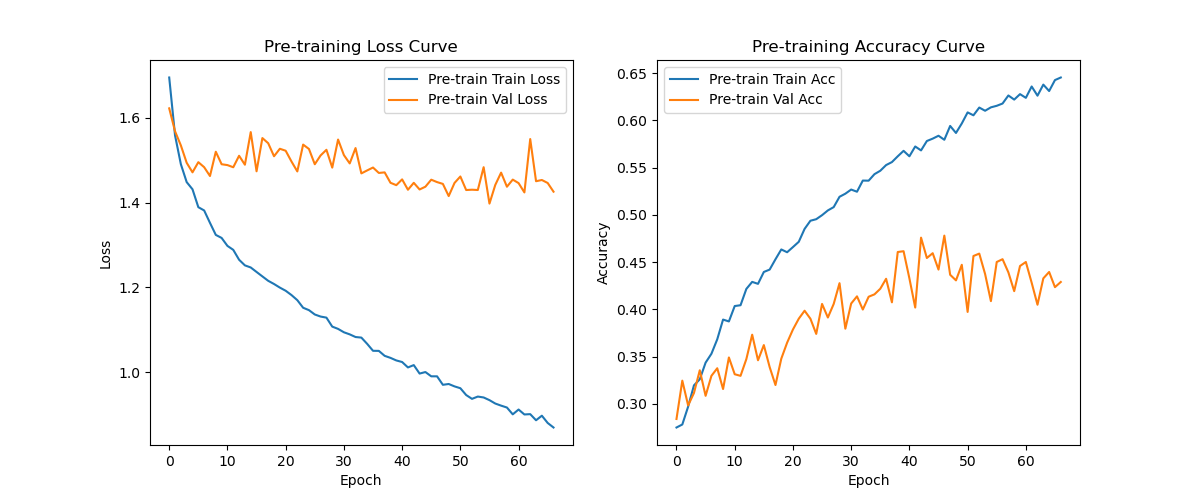 Pre-training Loss Curve
Pre-train Train Loss
Pre-train Val Loss
1.6
1.4
1.2
1.0
Loss
0 10 20 30 40 50 60
Epoch
Pre-training Accuracy Curve
Pre-train Train Acc
Pre-train Val Acc
0.65
0.60
0.55
0.50
0.45
0.40
0.35
0.30
Accuracy
0 10 20 30 40 50 60
Epoch